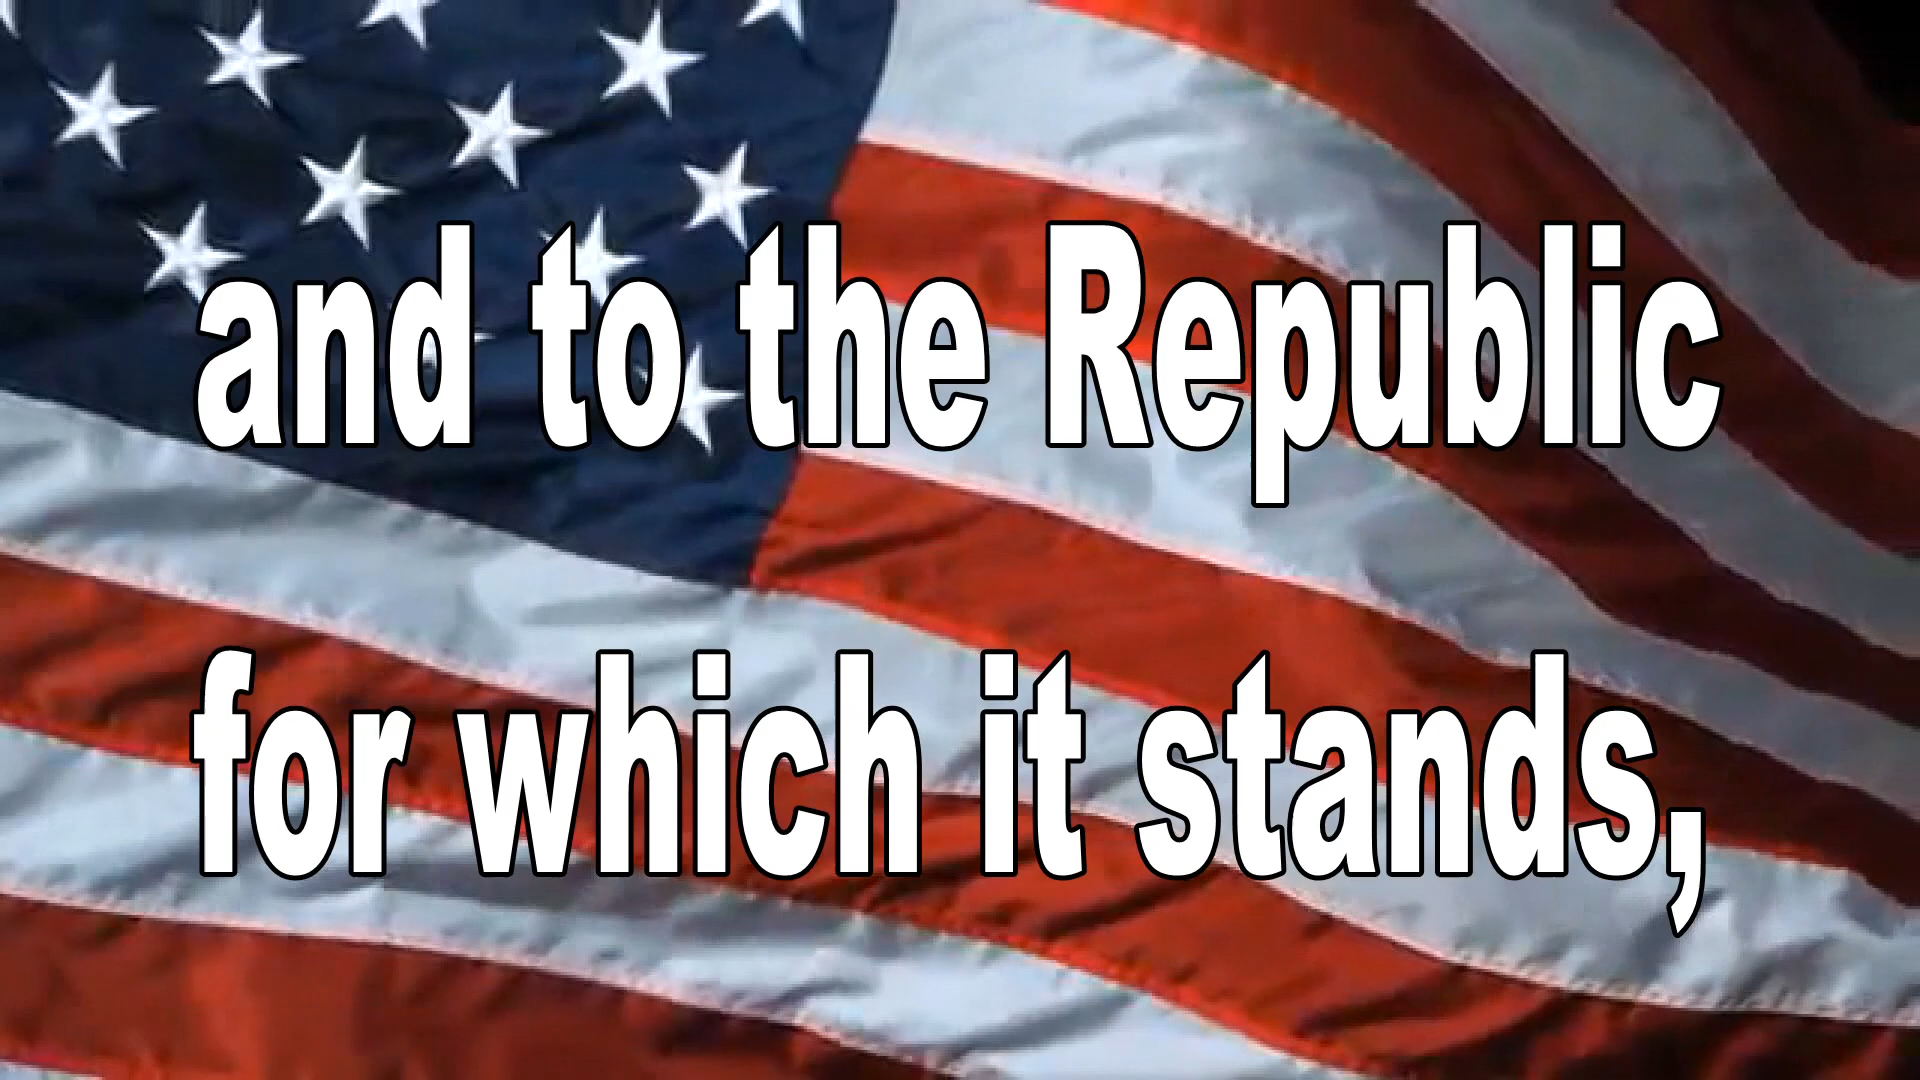 and to the Republic
for which it stands,